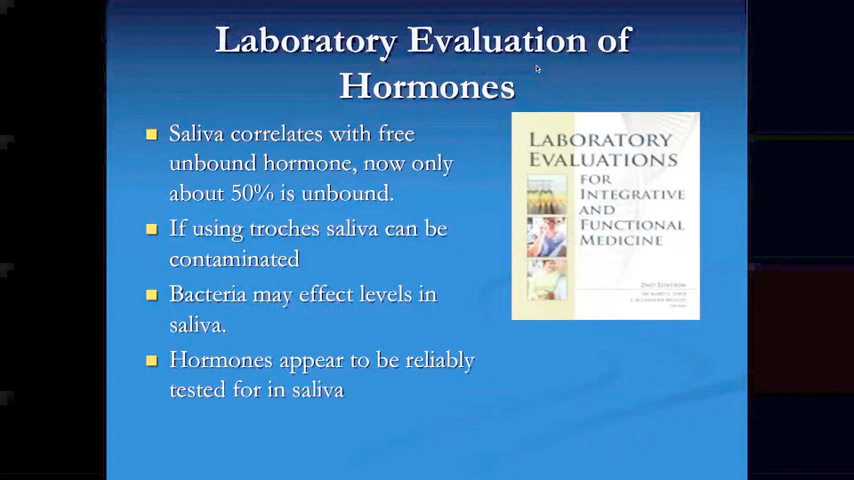 Laboratory Evaluation of
Hormones
Saliva correlates with free
unbound hormone, now only
about 50% is unbound.
If using troches saliva can be
contaminated
Bacteria may effect levels in
saliva.
Hormones appear to be reliably
tested for in saliva
LABORATORY
EVALUATIONS
FOR
INTEGRATIVE
AND
FUNCTIONAL
MEDICINE
2ND EDITION